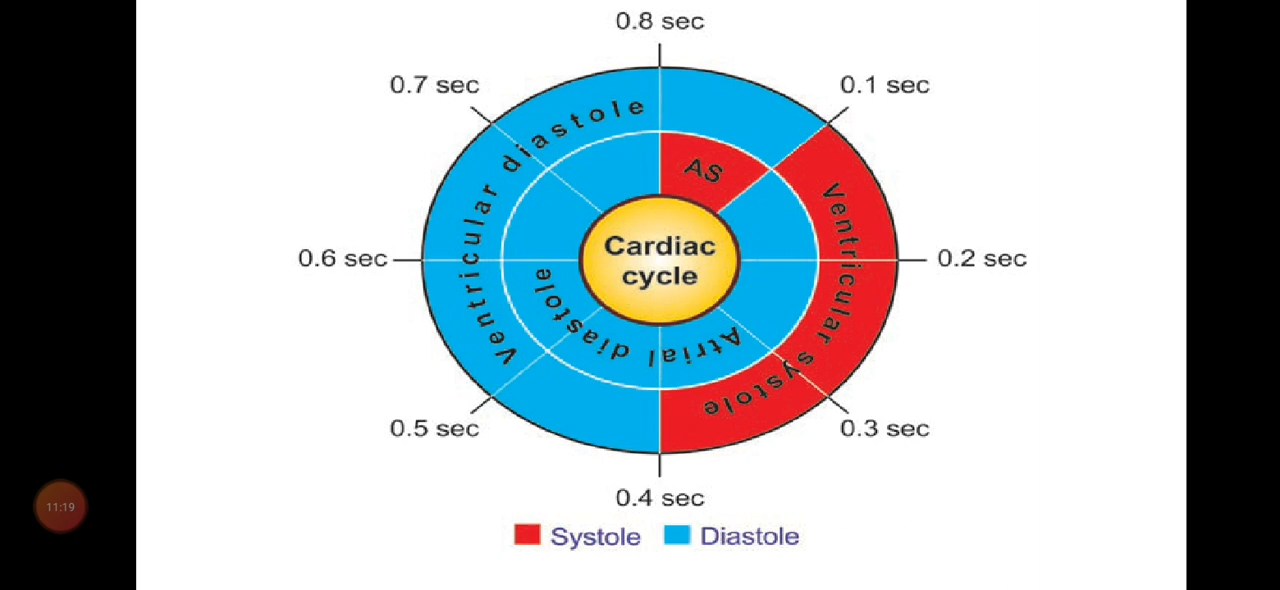 0.8 sec
0.7 sec
0.1 sec
Ventricular diastole
AS
Ventricular systole
Cardiac
cycle
0.6 sec
0.2 sec
Atrial diastole
0.5 sec
0.3 sec
0.4 sec
11:19
Systole
Diastole